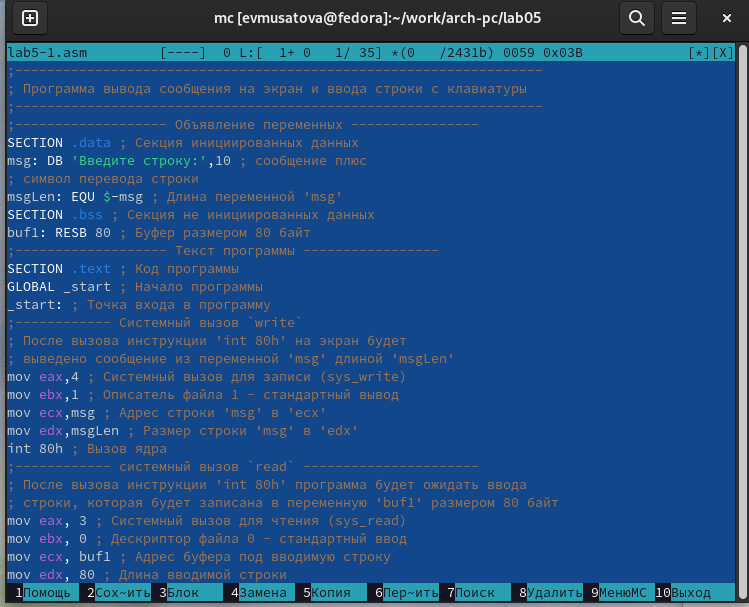 mc [evmusatova@fedora]:~/work/arch-pc/lab05
lab5-1.asm [----] 0 L:[ 1+ 0 1/ 35] *(0 /2431b) 0059 0x03B [*][X]
;------------------------------------------------------------------
; Программа вывода сообщения на экран и ввода строки с клавиатуры
;------------------------------------------------------------------
;------------------- Объявление переменных ----------------
SECTION .data ; Секция инициированных данных
msg: DB 'Введите строку:',10 ; сообщение плюс
; символ перевода строки
msgLen: EQU $-msg ; Длина переменной 'msg'
SECTION .bss ; Секция не инициированных данных
buf1: RESB 80 ; Буфер размером 80 байт
;------------------- Текст программы -----------------
SECTION .text ; Код программы
GLOBAL _start ; Начало программы
_start: ; Точка входа в программу
;------------ Системный вызов `write`
; После вызова инструкции 'int 80h' на экран будет
; выведено сообщение из переменной 'msg' длиной 'msgLen'
mov eax,4 ; Системный вызов для записи (sys_write)
mov ebx,1 ; Описатель файла 1 - стандартный вывод
mov ecx,msg ; Адрес строки 'msg' в 'ecx'
mov edx,msgLen ; Размер строки 'msg' в 'edx'
int 80h ; Вызов ядра
;------------ системный вызов `read` ----------------------
; После вызова инструкции 'int 80h' программа будет ожидать ввода
; строки, которая будет записана в переменную 'buf1' размером 80 байт
mov eax, 3 ; Системный вызов для чтения (sys_read)
mov ebx, 0 ; Дескриптор файла 0 - стандартный ввод
mov ecx, buf1 ; Адрес буфера под вводимую строку
mov edx, 80 ; Длина вводимой строки
1Помощь 2Сох~ить 3Блок 4Замена 5Копия 6Пер~ить 7Поиск 8Удалить 9МенюМС 10Выход